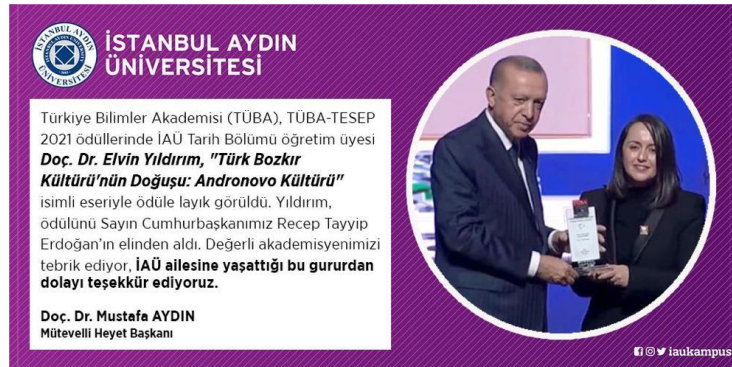 İSTANBUL AYDIN
ÜNİVERSİTESİ
Türkiye Bilimler Akademisi (TÜBA), TÜBA-TESEP
2021 ödüllerinde İAÜ Tarih Bölümü öğretim üyesi
Doç. Dr. Elvin Yıldırım, "Türk Bozkır
Kültürü'nün Doğuşu: Andronovo Kültürü"
isimli eseriyle ödüle layık görüldü. Yıldırım,
ödülünü Sayın Cumhurbaşkanımız Recep Tayyip
Erdoğan'ın elinden aldı. Değerli akademisyenimizi
tebrik ediyor, İAÜ ailesine yaşattığı bu gururdan
dolayı teşekkür ediyoruz.
Doç. Dr. Mustafa AYDIN
Mütevelli Heyet Başkanı
iaukampus